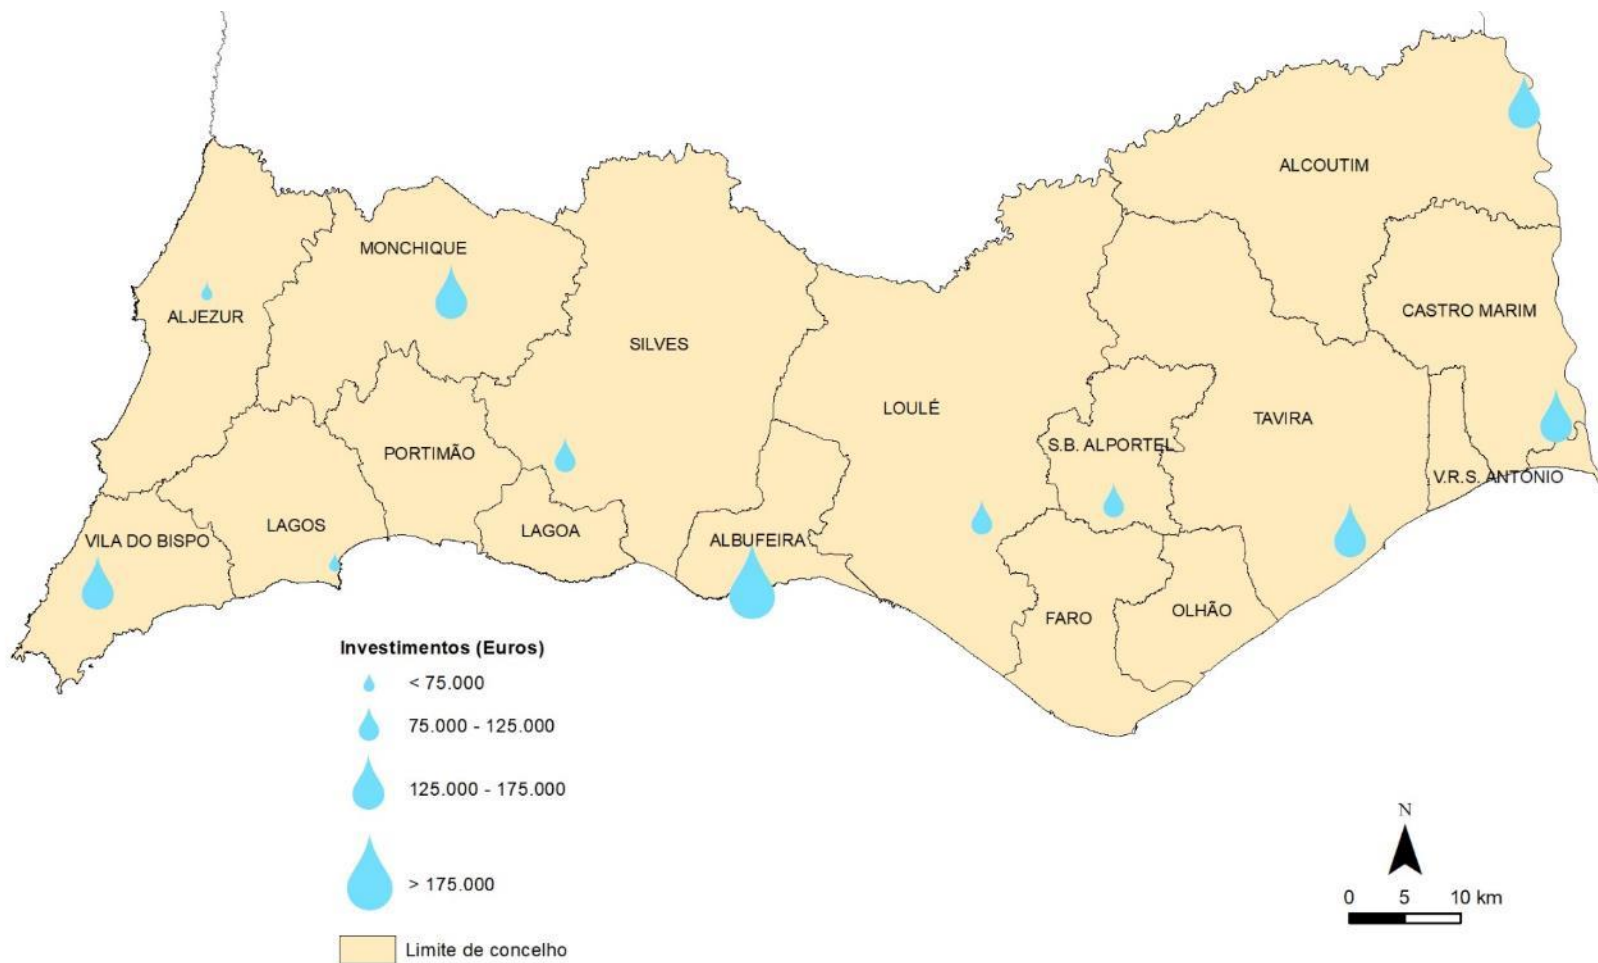 ALCOUTIM
MONCHIQUE
CASTRO MARIM
ALJEZUR
SILVES
LOULÉ
TAVIRA
S.B. ALPORTEL
PORTIMÃO
V.R.S. ANTÓNIO
LAGOS
LAGOA
VILA DO BISPO
ALBUFEIRA
FARO
OLHÃO
Investimentos (Euros)
< 75.000
75.000 - 125.000
125.000 - 175.000
> 175.000
Limite de concelho
N
0 5 10 km